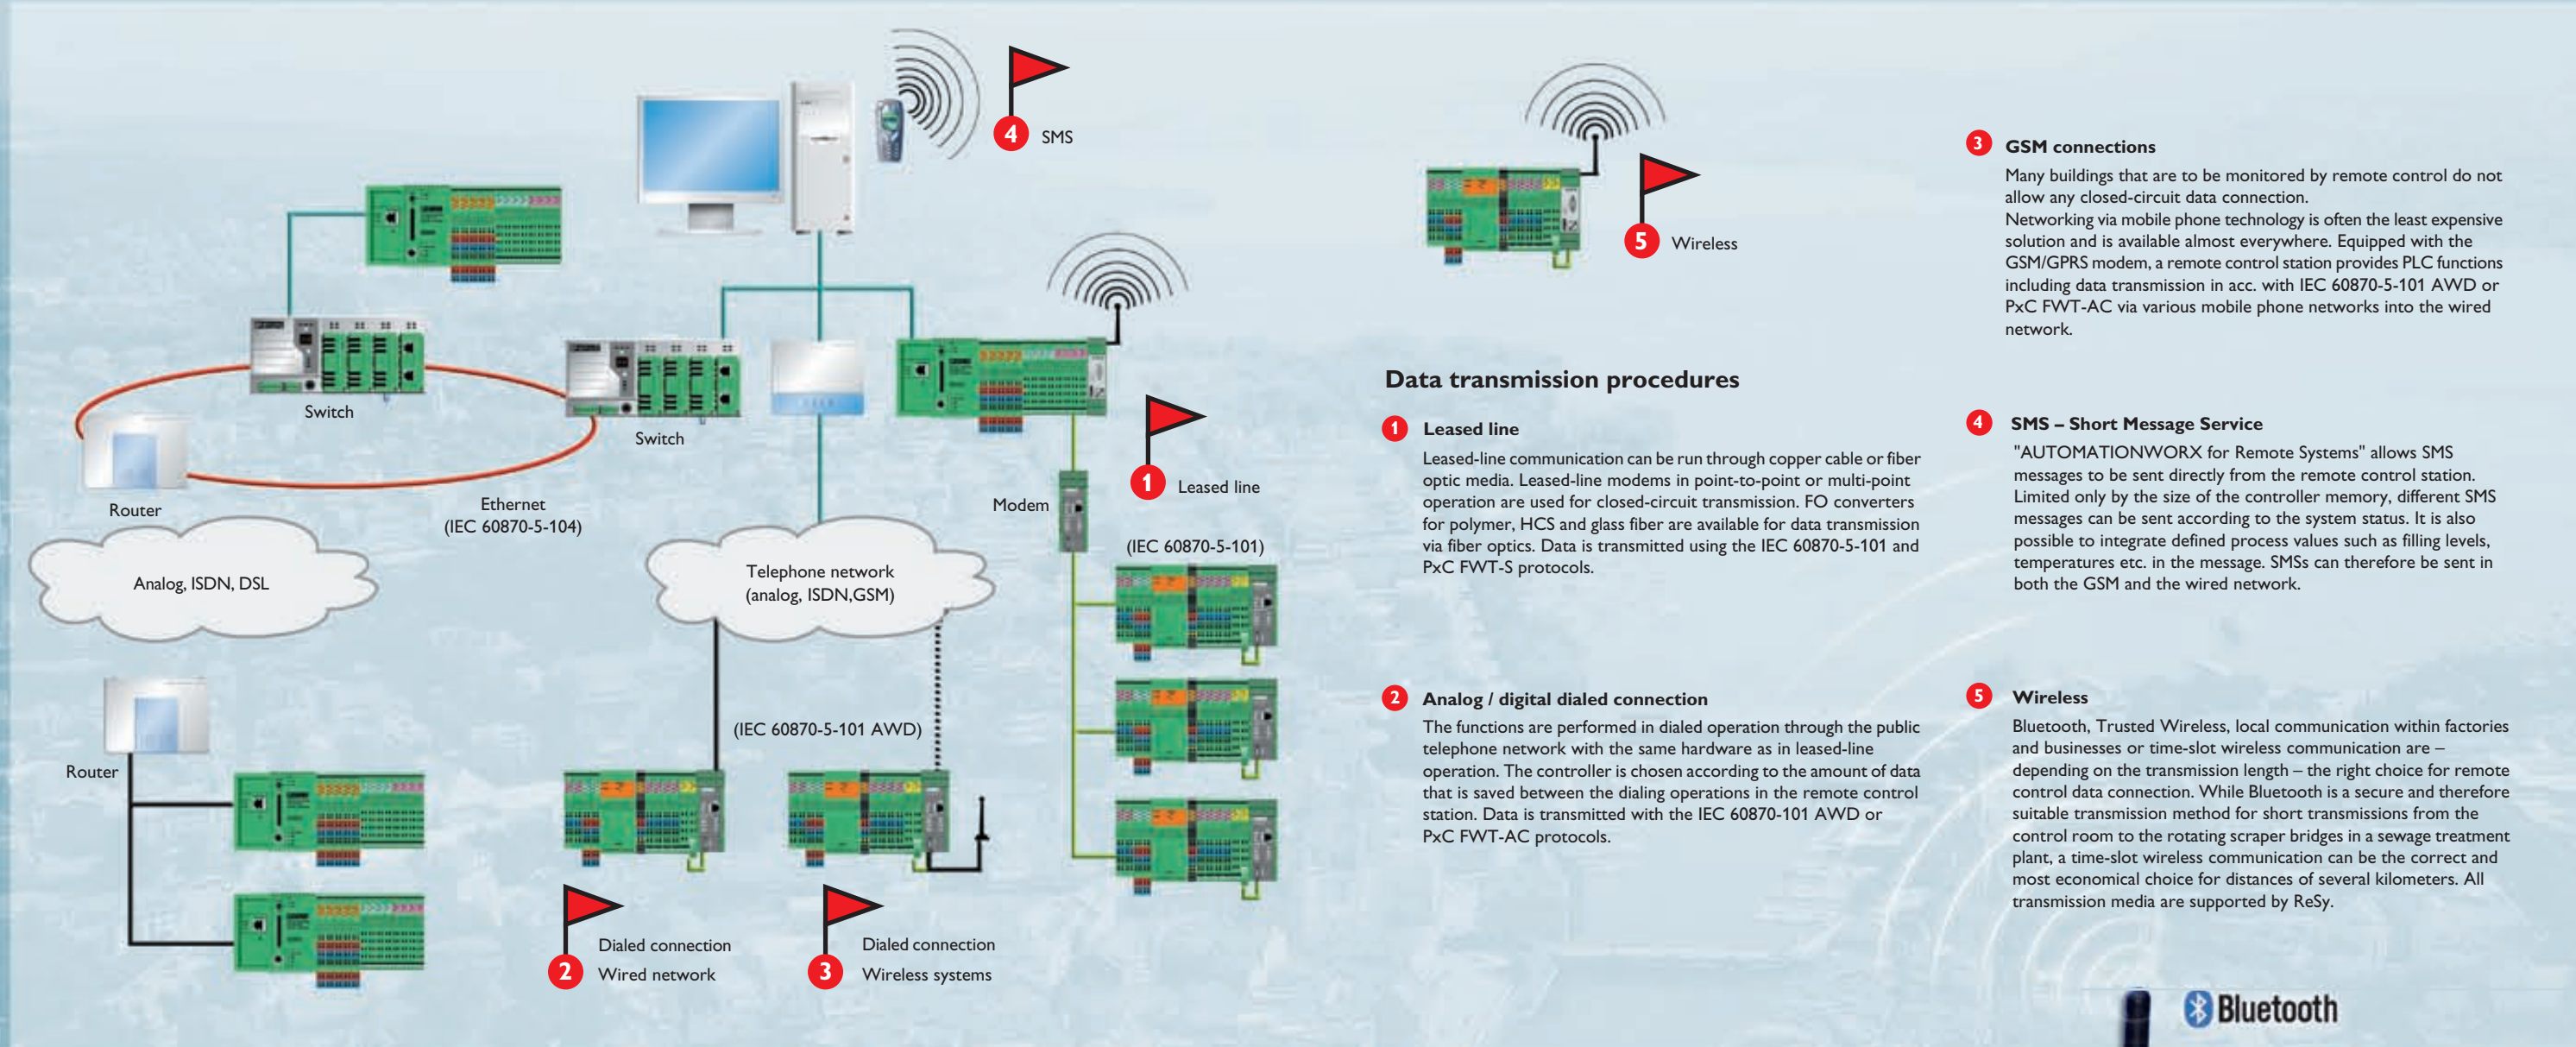 4 SMS
5 Wireless
Switch
Switch
Router
Ethernet
(IEC 60870-5-104)
Modem
1 Leased line
(IEC 60870-5-101)
Analog, ISDN, DSL
Telephone network
(analog, ISDN,GSM)
(IEC 60870-5-101 AWD)
Router
Dialed connection
2 Wired network
Dialed connection
3 Wireless systems
Data transmission procedures
1 Leased line
Leased-line communication can be run through copper cable or fiber
optic media. Leased-line modems in point-to-point or multi-point
operation are used for closed-circuit transmission. FO converters
for polymer, HCS and glass fiber are available for data transmission
via fiber optics. Data is transmitted using the IEC 60870-5-101 and
PxC FWT-S protocols.
2 Analog / digital dialed connection
The functions are performed in dialed operation through the public
telephone network with the same hardware as in leased-line
operation. The controller is chosen according to the amount of data
that is saved between the dialing operations in the remote control
station. Data is transmitted with the IEC 60870-101 AWD or
PxC FWT-AC protocols.
3 GSM connections
Many buildings that are to be monitored by remote control do not
allow any closed-circuit data connection.
Networking via mobile phone technology is often the least expensive
solution and is available almost everywhere. Equipped with the
GSM/GPRS modem, a remote control station provides PLC functions
including data transmission in acc. with IEC 60870-5-101 AWD or
PxC FWT-AC via various mobile phone networks into the wired
network.
4 SMS – Short Message Service
"AUTOMATIONWORX for Remote Systems" allows SMS
messages to be sent directly from the remote control station.
Limited only by the size of the controller memory, different SMS
messages can be sent according to the system status. It is also
possible to integrate defined process values such as filling levels,
temperatures etc. in the message. SMSs can therefore be sent in
both the GSM and the wired network.
5 Wireless
Bluetooth, Trusted Wireless, local communication within factories
and businesses or time-slot wireless communication are –
depending on the transmission length – the right choice for remote
control data connection. While Bluetooth is a secure and therefore
suitable transmission method for short transmissions from the
control room to the rotating scraper bridges in a sewage treatment
plant, a time-slot wireless communication can be the correct and
most economical choice for distances of several kilometers. All
transmission media are supported by ReSy.
Bluetooth